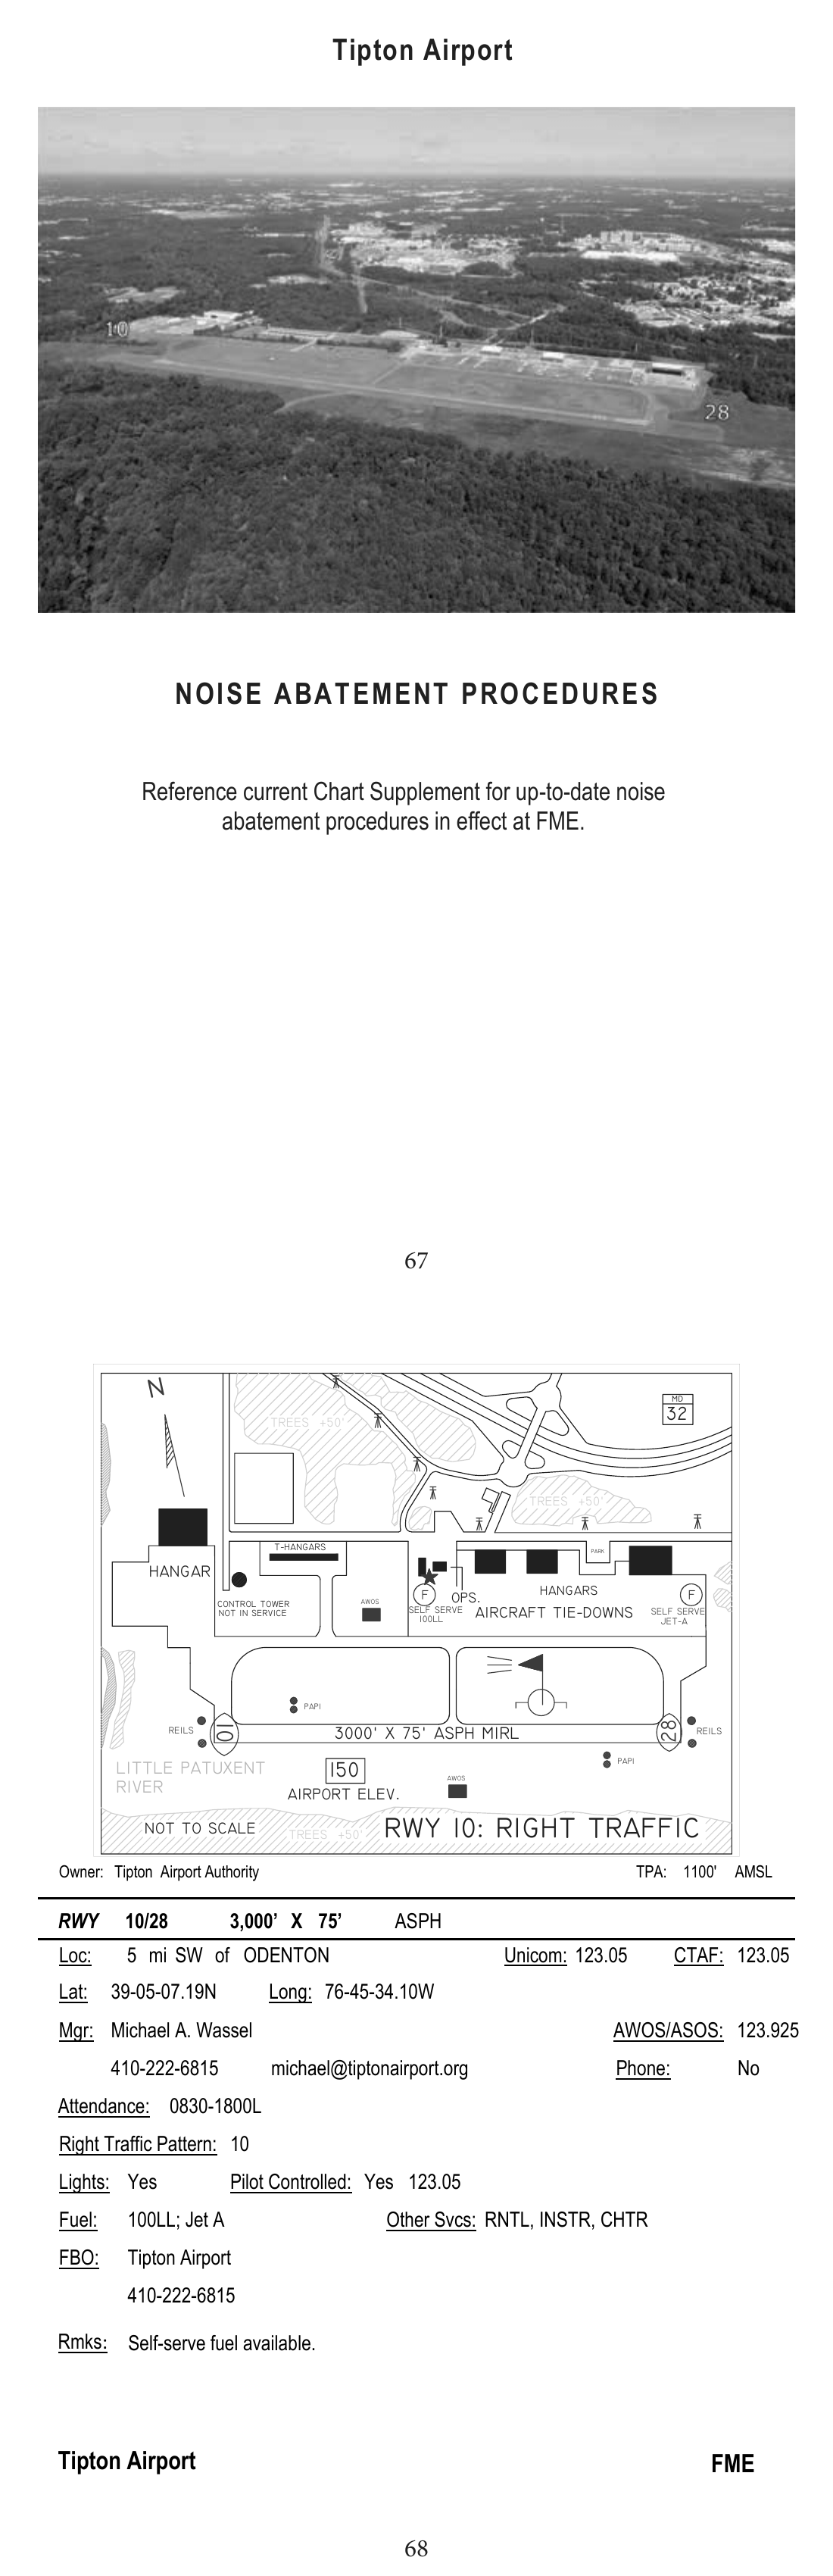 Tipton Airport
10
28
NOISE ABATEMENT PROCEDURES
Reference current Chart Supplement for up-to-date noise
abatement procedures in effect at FME.
67
N
MD
32
TREES +50'
TREES +50'
T-HANGARS
PARK
HANGAR
HANGARS
CONTROL TOWER
NOT IN SERVICE
AWOS
F
OPS.
F
SELF SERVE
100LL
AIRCRAFT TIE-DOWNS
SELF SERVE
JET-A
PAPI
REILS
10
3000' X 75' ASPH MIRL
28
REILS
PAPI
LITTLE PATUXENT
RIVER
150
AIRPORT ELEV.
AWOS
NOT TO SCALE
TREES +50'
RWY 10: RIGHT TRAFFIC
Owner: Tipton Airport Authority TPA: 1100' AMSL
RWY 10/28 3,000’ X 75’ ASPH
Loc: 5 mi SW of ODENTON Unicom: 123.05 CTAF: 123.05
Lat: 39-05-07.19N Long: 76-45-34.10W
Mgr: Michael A. Wassel AWOS/ASOS: 123.925
410-222-6815 michael@tiptonairport.org Phone: No
Attendance: 0830-1800L
Right Traffic Pattern: 10
Lights: Yes Pilot Controlled: Yes 123.05
Fuel: 100LL; Jet A Other Svcs: RNTL, INSTR, CHTR
FBO: Tipton Airport
410-222-6815
Rmks: Self-serve fuel available.
Tipton Airport FME
68